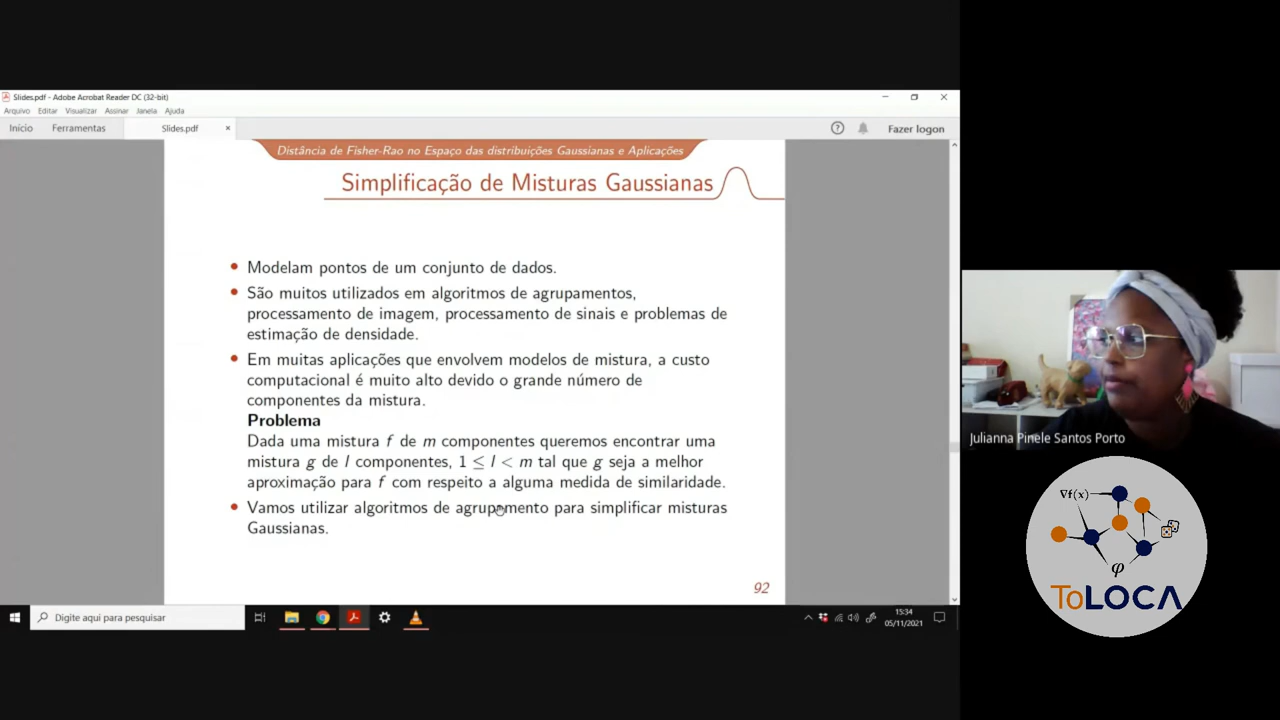 Slides.pdf - Adobe Acrobat Reader DC (32-bit)
Arquivo Editar Visualizar Assinar Janela Ajuda
Início Ferramentas Slides.pdf × Fazer logon
Distância de Fisher-Rao no Espaço das distribuições Gaussianas e Aplicações
Simplificação de Misturas Gaussianas
• Modelam pontos de um conjunto de dados.
• São muitos utilizados em algoritmos de agrupamentos,
processamento de imagem, processamento de sinais e problemas de
estimação de densidade.
• Em muitas aplicações que envolvem modelos de mistura, a custo
computacional é muito alto devido o grande número de
componentes da mistura.
Problema
Dada uma mistura f de m componentes queremos encontrar uma
mistura g de l componentes, 1 ≤ l < m tal que g seja a melhor
aproximação para f com respeito a alguma medida de similaridade.
• Vamos utilizar algoritmos de agrupamento para simplificar misturas
Gaussianas.
92
Digite aqui para pesquisar
15:34
05/11/2021
Julianna Pinele Santos Porto
∇f(x)
φ
ToLOCA